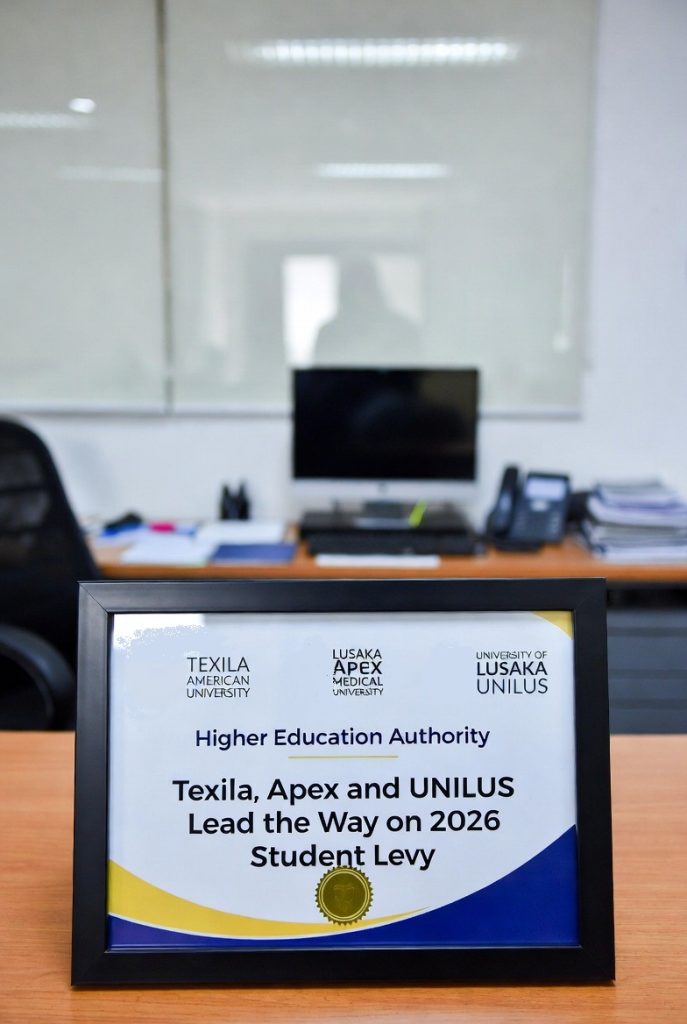 TEXILA
AMERICAN
UNIVERSITY
LUSAKA
APEX
MEDICAL
UNIVERSITY
UNIVERSITY OF
LUSAKA
UNILUS
Higher Education Authority
Texila, Apex and UNILUS
Lead the Way on 2026
Student Levy